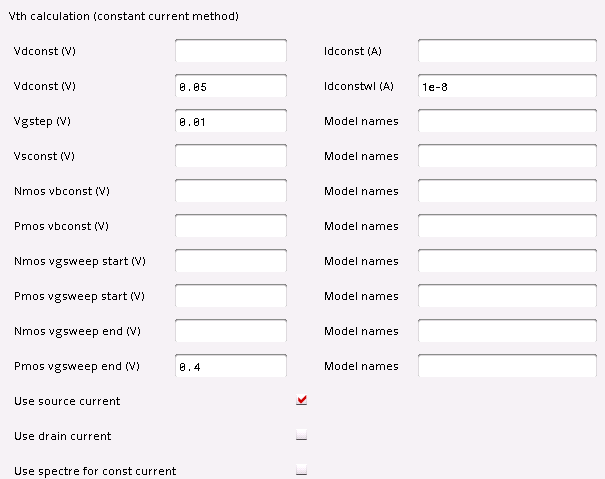 Vth calculation (constant current method)
Vdconst (V) Idconst (A)
Vdconst (V) 0.05 Idconstwl (A) 1e-8
Vgstep (V) 0.01 Model names
Vsconst (V) Model names
Nmos vbconst (V) Model names
Pmos vbconst (V) Model names
Nmos vgsweep start (V) Model names
Pmos vgsweep start (V) Model names
Nmos vgsweep end (V) Model names
Pmos vgsweep end (V) 0.4 Model names
Use source current
Use drain current
Use spectre for const current